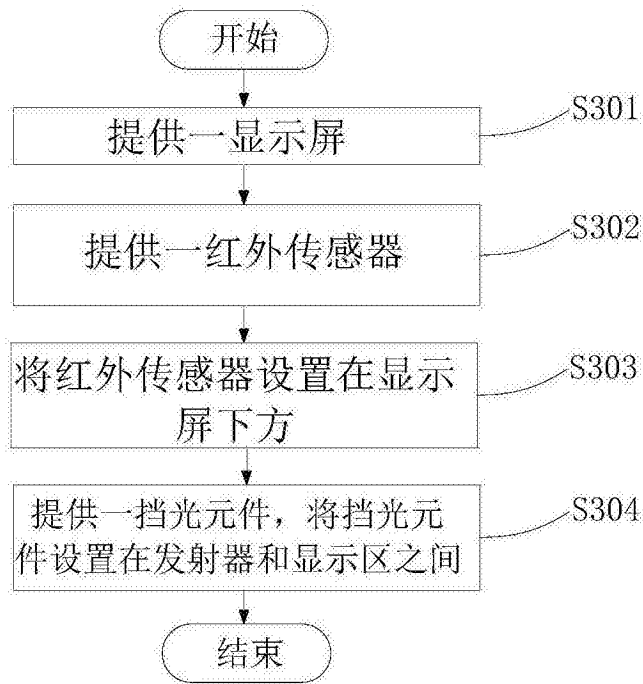 开始
提供一显示屏
S301
提供一红外传感器
S302
将红外传感器设置在显示
屏下方
S303
提供一挡光元件，将挡光元
件设置在发射器和显示区之间
S304
结束